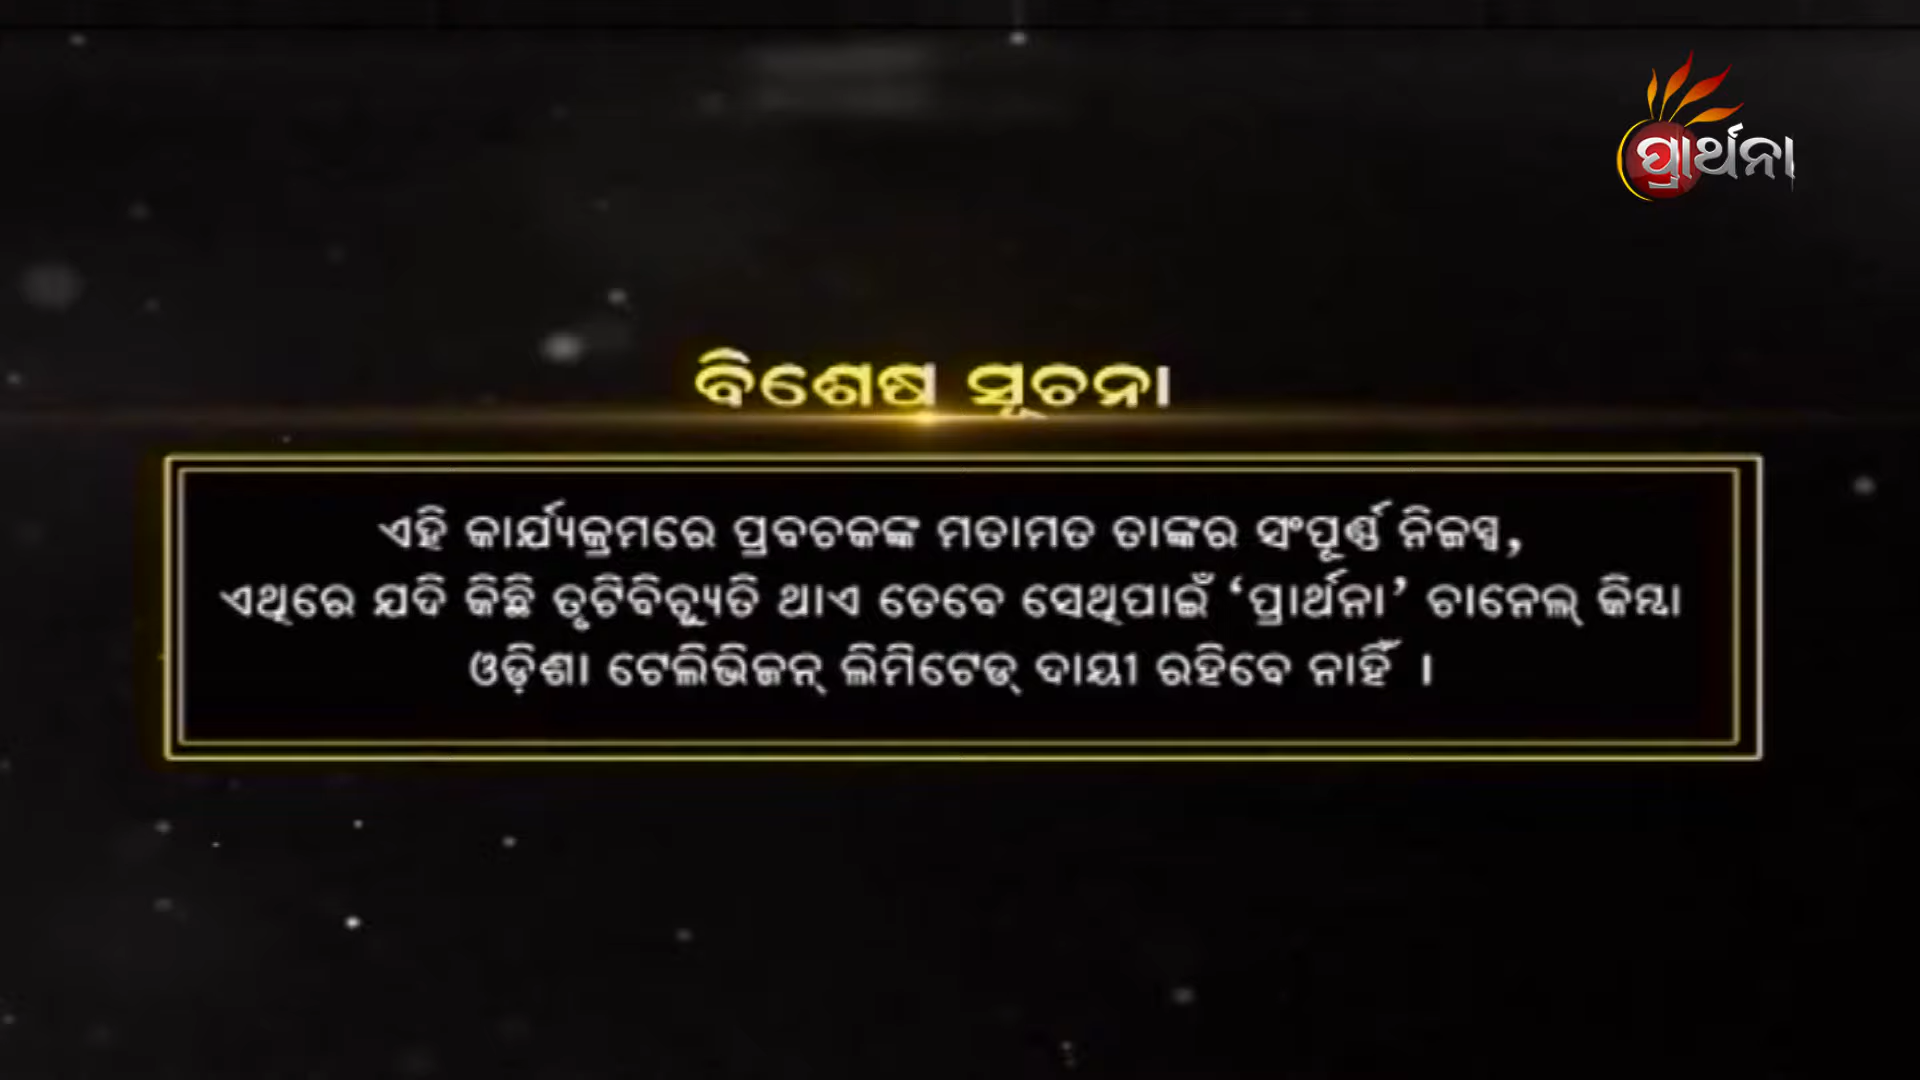 ପ୍ରାର୍ଥନା
ବିଶେଷ ସୂଚନା
ଏହି କାର୍ଯ୍ୟକ୍ରମରେ ପ୍ରବଚକଙ୍କ ମତାମତ ତାଙ୍କର ସଂପୂର୍ଣ୍ଣ ନିଜସ୍ୱ,
ଏଥିରେ ଯଦି କିଛି ତୃଟିବିଚ୍ୟୁତି ଥାଏ ତେବେ ସେଥିପାଇଁ ‘ପ୍ରାର୍ଥନା’ ଚାନେଲ୍ କିମ୍ବା
ଓଡ଼ିଶା ଟେଲିଭିଜନ୍ ଲିମିଟେଡ୍ ଦାୟୀ ରହିବେ ନାହିଁ ।